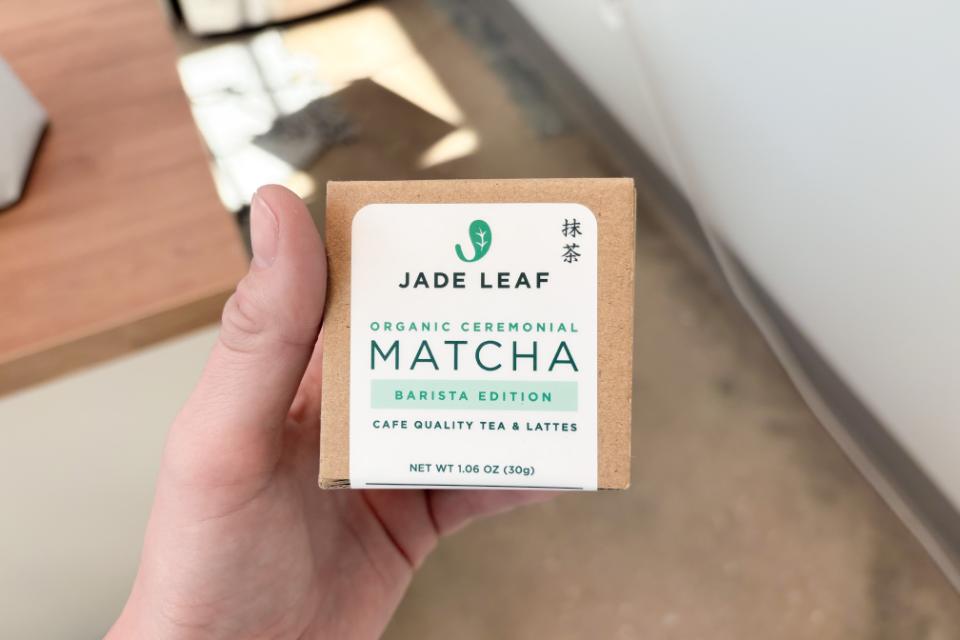 抹茶
JADE LEAF
ORGANIC CEREMONIAL
MATCHA
BARISTA EDITION
CAFE QUALITY TEA & LATTES
NET WT 1.06 OZ (30g)